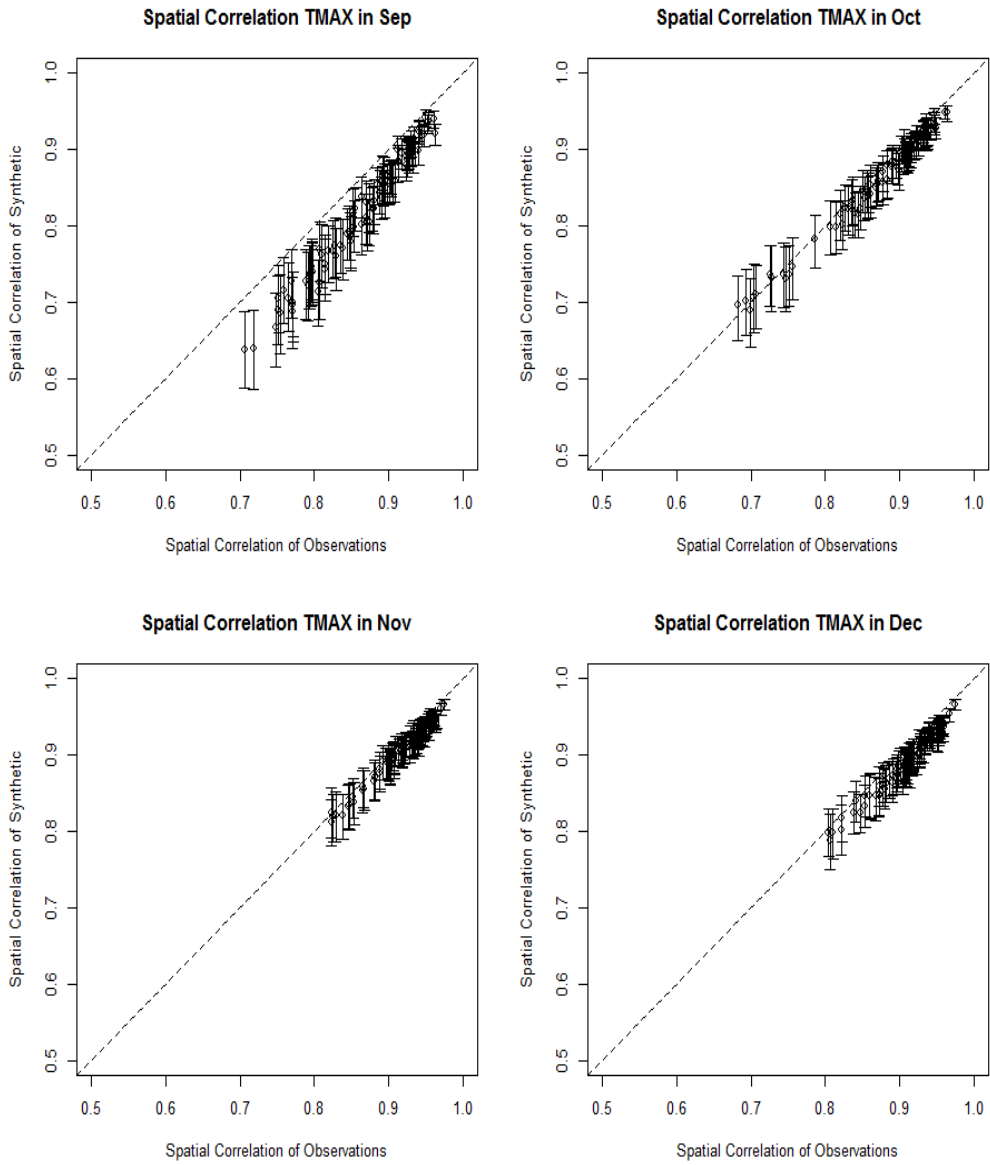 Spatial Correlation TMAX in Sep
Spatial Correlation of Synthetic
1.0
0.9
0.8
0.7
0.6
0.5
0.5 0.6 0.7 0.8 0.9 1.0
Spatial Correlation of Observations
Spatial Correlation TMAX in Oct
Spatial Correlation of Synthetic
1.0
0.9
0.8
0.7
0.6
0.5
0.5 0.6 0.7 0.8 0.9 1.0
Spatial Correlation of Observations
Spatial Correlation TMAX in Nov
Spatial Correlation of Synthetic
1.0
0.9
0.8
0.7
0.6
0.5
0.5 0.6 0.7 0.8 0.9 1.0
Spatial Correlation of Observations
Spatial Correlation TMAX in Dec
Spatial Correlation of Synthetic
1.0
0.9
0.8
0.7
0.6
0.5
0.5 0.6 0.7 0.8 0.9 1.0
Spatial Correlation of Observations